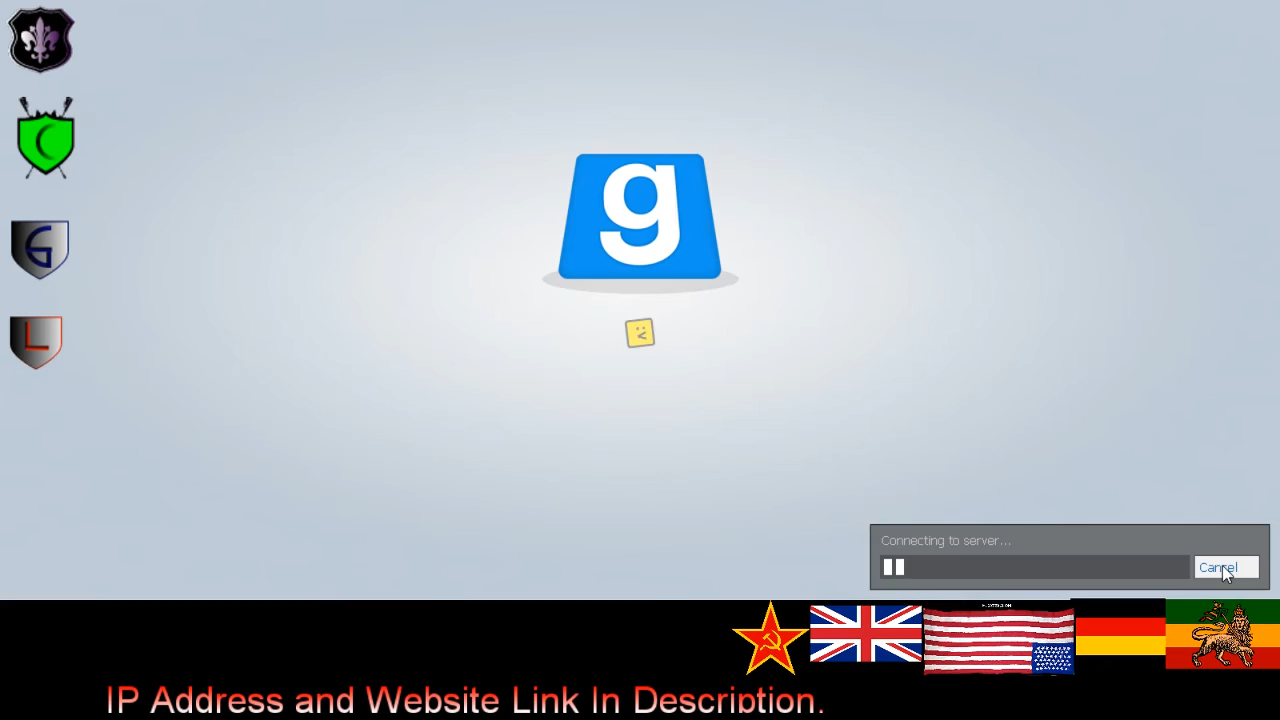 g
G
L
Connecting to server...
Cancel
IP Address and Website Link In Description.